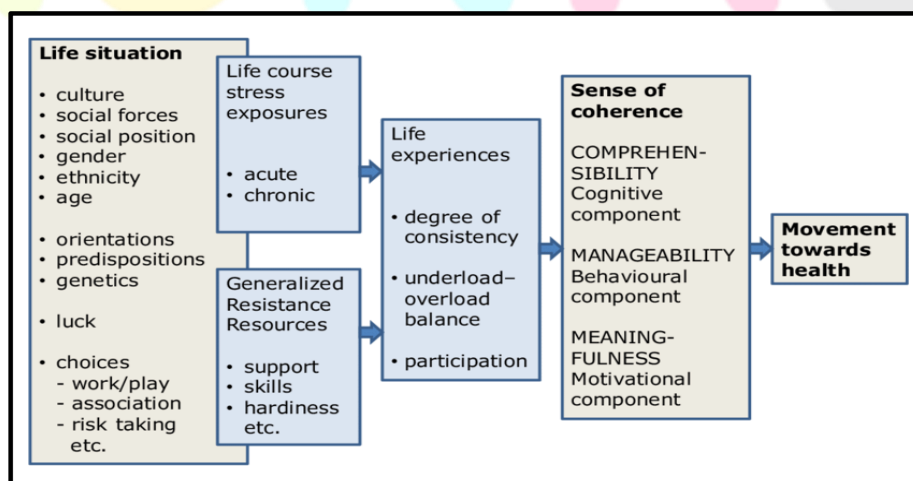 Life situation
• culture
• social forces
• social position
• gender
• ethnicity
• age
• orientations
• predispositions
• genetics
• luck
• choices
- work/play
- association
- risk taking
etc.
Life course
stress
exposures
• acute
• chronic
Generalized
Resistance
Resources
• support
• skills
• hardiness
etc.
Life
experiences
• degree of
consistency
• underload–
overload
balance
• participation
Sense of
coherence
COMPREHEN-
SIBILITY
Cognitive
component
MANAGEABILITY
Behavioural
component
MEANING-
FULNESS
Motivational
component
Movement
towards
health